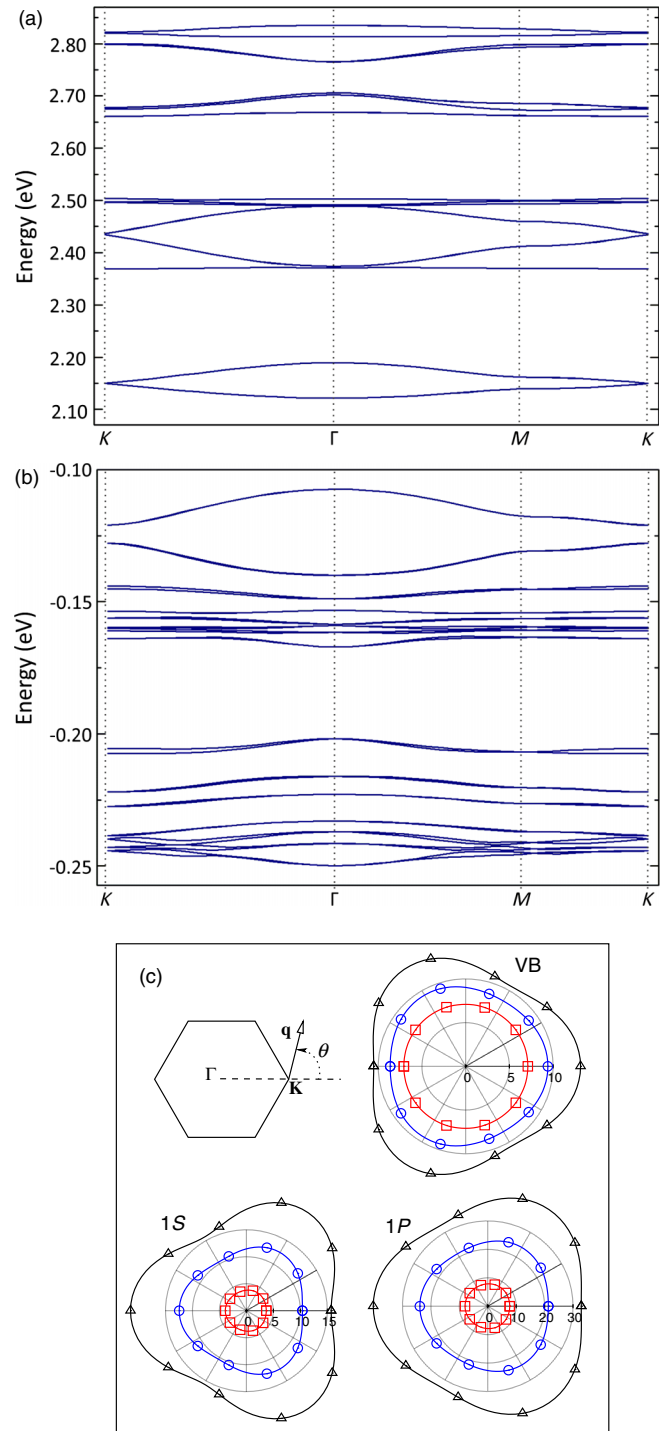 (a)
2.80
2.70
2.60
2.50
2.40
2.30
2.20
2.10
Energy (eV)
K Γ M K
(b)
-0.10
-0.15
-0.20
-0.25
Energy (eV)
K Γ M K
(c)
VB
q
θ
Γ
K
0 5 10
1S
0 5 10 15
1P
0 10 20 30